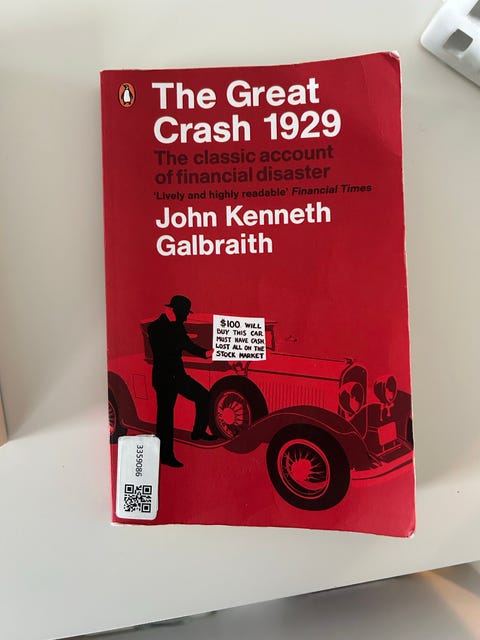 The Great
Crash 1929
The classic account
of financial disaster
'Lively and highly readable' Financial Times
John Kenneth
Galbraith
$100 WILL
BUY THIS CAR
MUST HAVE CASH
LOST ALL ON THE
STOCK MARKET
3359086